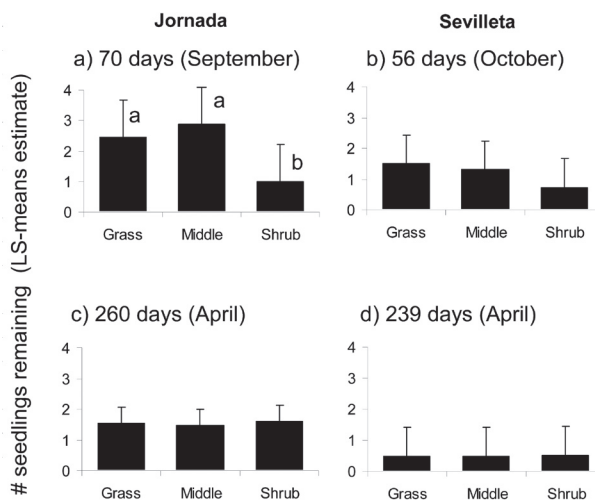 Jornada
Sevilleta
# seedlings remaining (LS-means estimate)
a) 70 days (September)
4
3
2
1
0
a
a
b
Grass Middle Shrub
b) 56 days (October)
4
3
2
1
0
Grass Middle Shrub
c) 260 days (April)
4
3
2
1
0
Grass Middle Shrub
d) 239 days (April)
4
3
2
1
0
Grass Middle Shrub